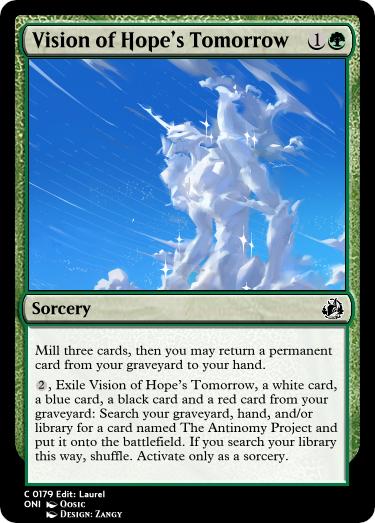 Vision of Hope's Tomorrow 1
Sorcery
Mill three cards, then you may return a permanent
card from your graveyard to your hand.
2, Exile Vision of Hope's Tomorrow, a white card,
a blue card, a black card and a red card from your
graveyard: Search your graveyard, hand, and/or
library for a card named The Antinomy Project and
put it onto the battlefield. If you search your library
this way, shuffle. Activate only as a sorcery.
C 0179 Edit: Laurel
ONI Oosic
Design: Zangy